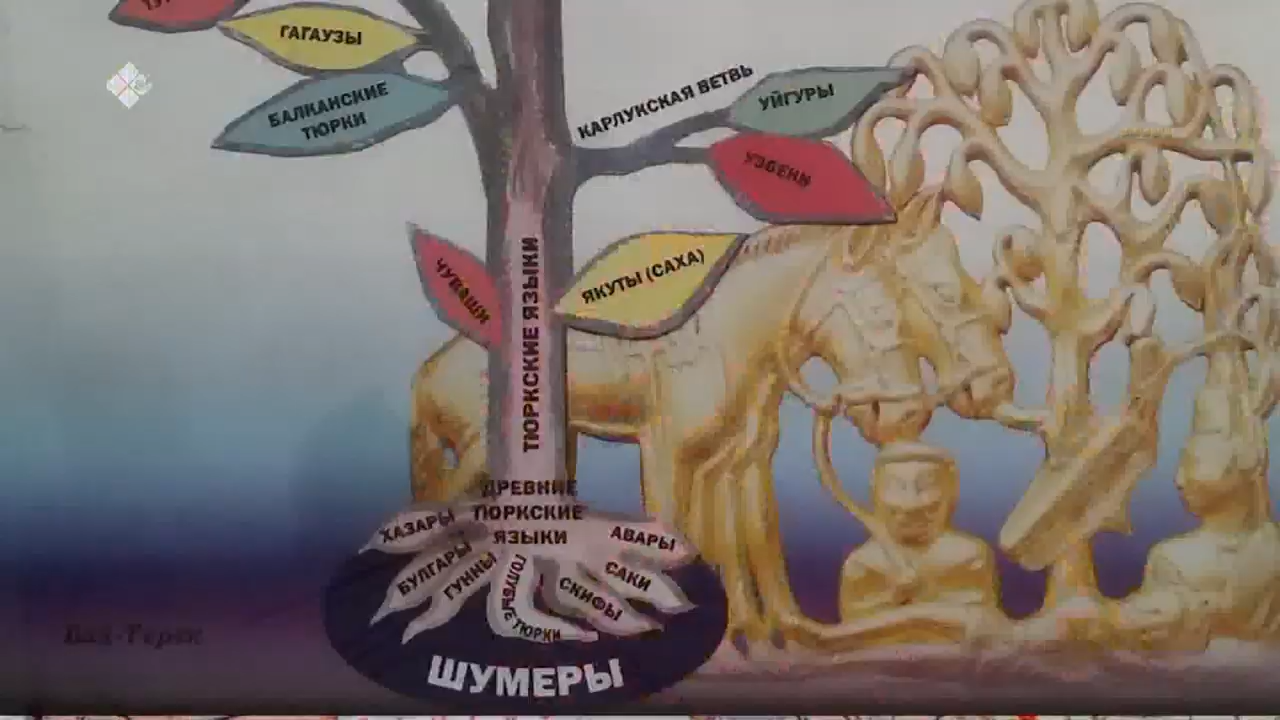 ГАГАУЗЫ
БАЛКАНСКИЕ
ТЮРКИ
КАРЛУКСКАЯ ВЕТВЬ
УЙГУРЫ
УЗБЕКИ
ЧУВАШИ
ЯКУТЫ (САХА)
ТЮРКСКИЕ ЯЗЫКИ
ДРЕВНИЕ
ТЮРКСКИЕ
ЯЗЫКИ
ХАЗАРЫ
БУЛГАРЫ
ГУННЫ
ГОЛУБЫЕ ТЮРКИ
СКИФЫ
САКИ
АВАРЫ
ШУМЕРЫ